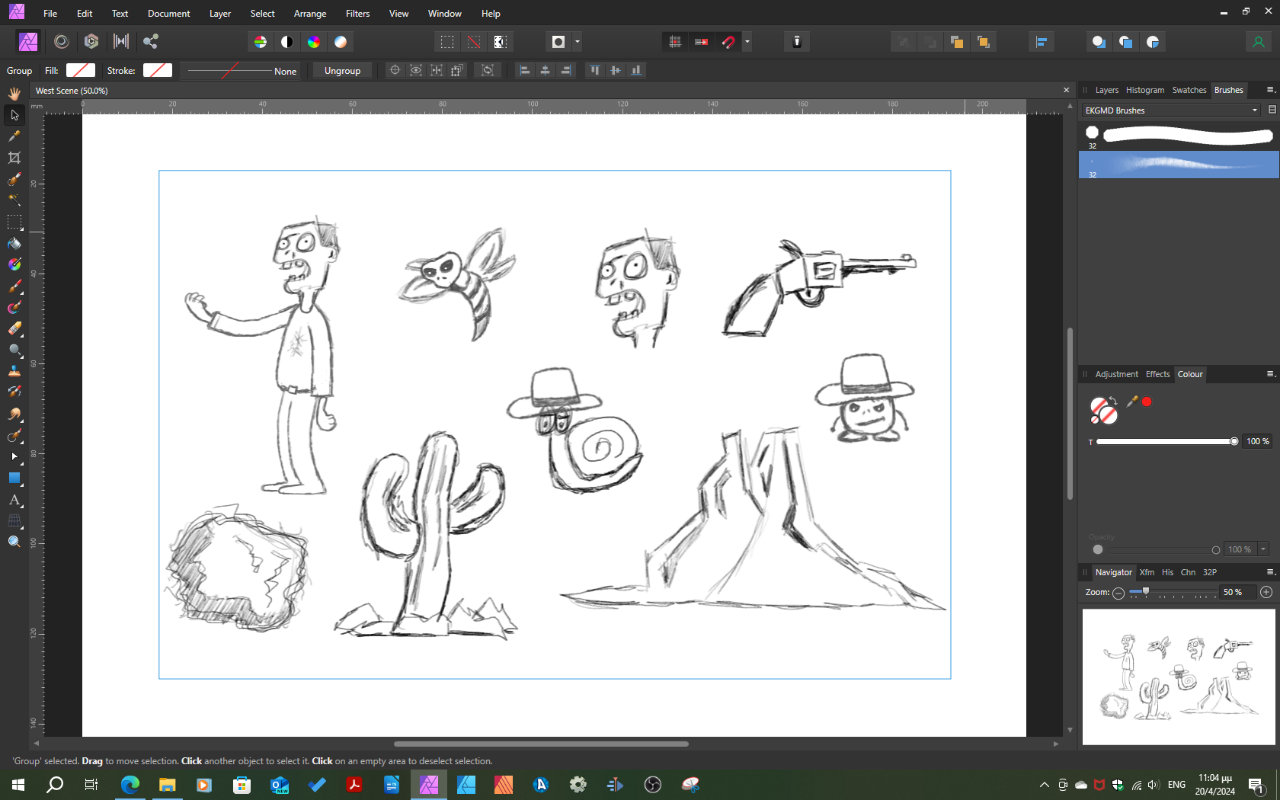 File Edit Text Document Layer Select Arrange Filters View Window Help
Group Fill: Stroke: None Ungroup
West Scene (50.0%)
Layers Histogram Swatches Brushes
mm 0 20 40 60 80 100 120 140 160 180 200
EKGMD Brushes
32
32
20
40
60
80
100
120
140
Adjustment Effects Colour
T 100 %
Opacity
100 %
Navigator Xfm His Chn 32P
Zoom: 50 %
'Group' selected. Drag to move selection. Click another object to select it. Click on an empty area to deselect selection.
NEW
ENG
11:04 μμ
20/4/2024
1